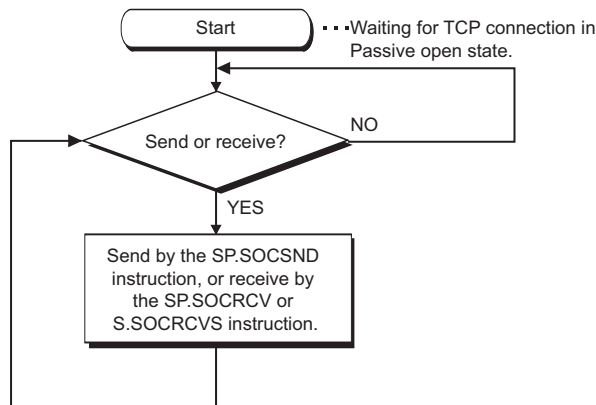 Start
···Waiting for TCP connection in
Passive open state.
Send or receive?
NO
YES
Send by the SP.SOCSND
instruction, or receive by
the SP.SOCRCV or
S.SOCRCVS instruction.